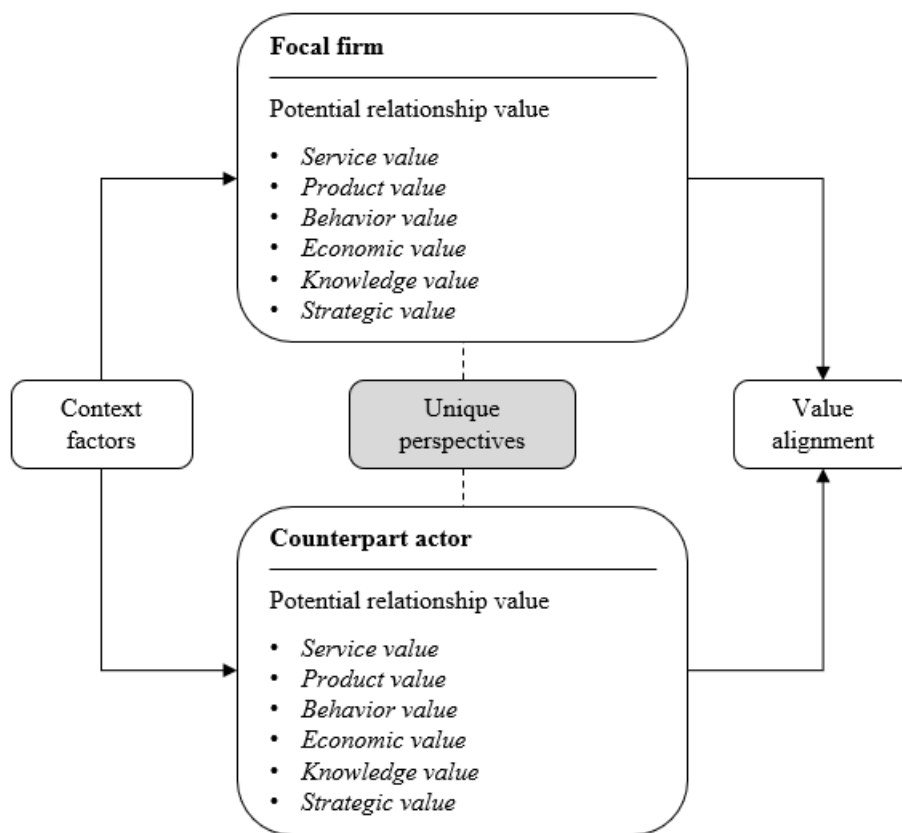 Focal firm
Potential relationship value
• Service value
• Product value
• Behavior value
• Economic value
• Knowledge value
• Strategic value
Context
factors
Unique
perspectives
Value
alignment
Counterpart actor
Potential relationship value
• Service value
• Product value
• Behavior value
• Economic value
• Knowledge value
• Strategic value